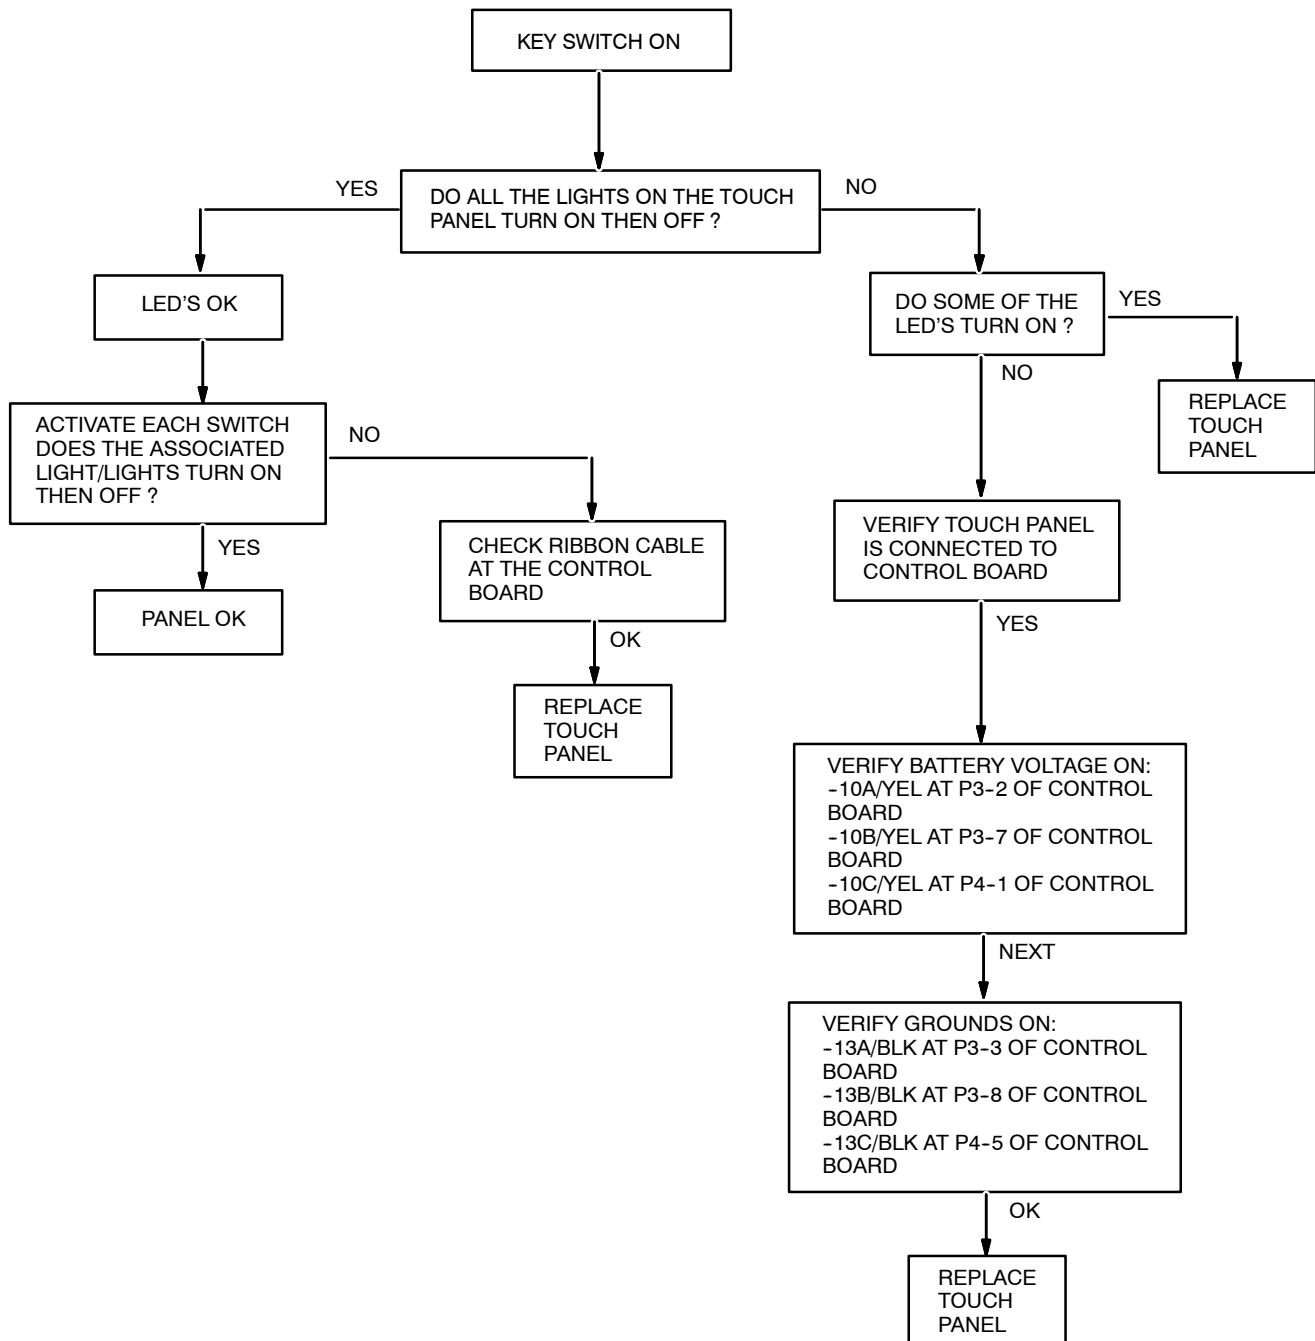 KEY SWITCH ON
DO ALL THE LIGHTS ON THE TOUCH
PANEL TURN ON THEN OFF ?
YES
NO
LED'S OK
DO SOME OF THE
LED'S TURN ON ?
YES
NO
REPLACE
TOUCH
PANEL
ACTIVATE EACH SWITCH
DOES THE ASSOCIATED
LIGHT/LIGHTS TURN ON
THEN OFF ?
NO
YES
PANEL OK
CHECK RIBBON CABLE
AT THE CONTROL
BOARD
OK
REPLACE
TOUCH
PANEL
VERIFY TOUCH PANEL
IS CONNECTED TO
CONTROL BOARD
YES
VERIFY BATTERY VOLTAGE ON:
-10A/YEL AT P3-2 OF CONTROL
BOARD
-10B/YEL AT P3-7 OF CONTROL
BOARD
-10C/YEL AT P4-1 OF CONTROL
BOARD
NEXT
VERIFY GROUNDS ON:
-13A/BLK AT P3-3 OF CONTROL
BOARD
-13B/BLK AT P3-8 OF CONTROL
BOARD
-13C/BLK AT P4-5 OF CONTROL
BOARD
OK
REPLACE
TOUCH
PANEL